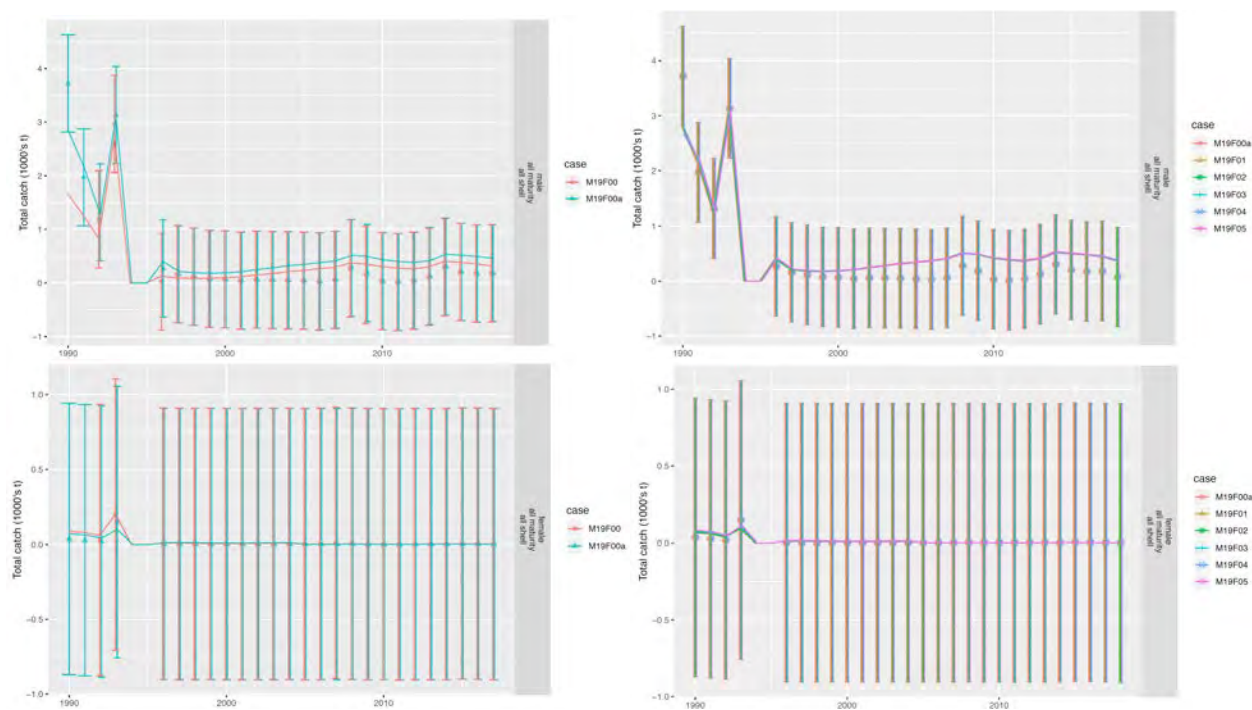 Total catch (1000's t)
4
3
2
1
0
−1
1990
2000
2010
male
all maturity
all shell
case
M19F00
M19F00a
Total catch (1000's t)
4
3
2
1
0
−1
1990
2000
2010
male
all maturity
all shell
case
M19F00a
M19F01
M19F02
M19F03
M19F04
M19F05
Total catch (1000's t)
1.0
0.5
0.0
−0.5
−1.0
1990
2000
2010
female
all maturity
all shell
case
M19F00
M19F00a
Total catch (1000's t)
1.0
0.5
0.0
−0.5
−1.0
1990
2000
2010
female
all maturity
all shell
case
M19F00a
M19F01
M19F02
M19F03
M19F04
M19F05